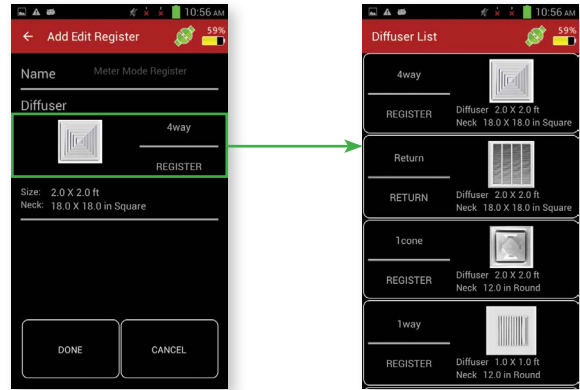 10:56 AM
Add Edit Register
59%
Name Meter Mode Register
Diffuser
4way
REGISTER
Size: 2.0 X 2.0 ft
Neck: 18.0 X 18.0 in Square
DONE CANCEL
10:56 AM
Diffuser List
59%
4way
REGISTER
Diffuser 2.0 X 2.0 ft
Neck 18.0 X 18.0 in Square
Return
RETURN
Diffuser 2.0 X 2.0 ft
Neck 18.0 X 18.0 in Square
1cone
REGISTER
Diffuser 2.0 X 2.0 ft
Neck 12.0 in Round
1way
REGISTER
Diffuser 1.0 X 1.0 ft
Neck 12.0 in Round